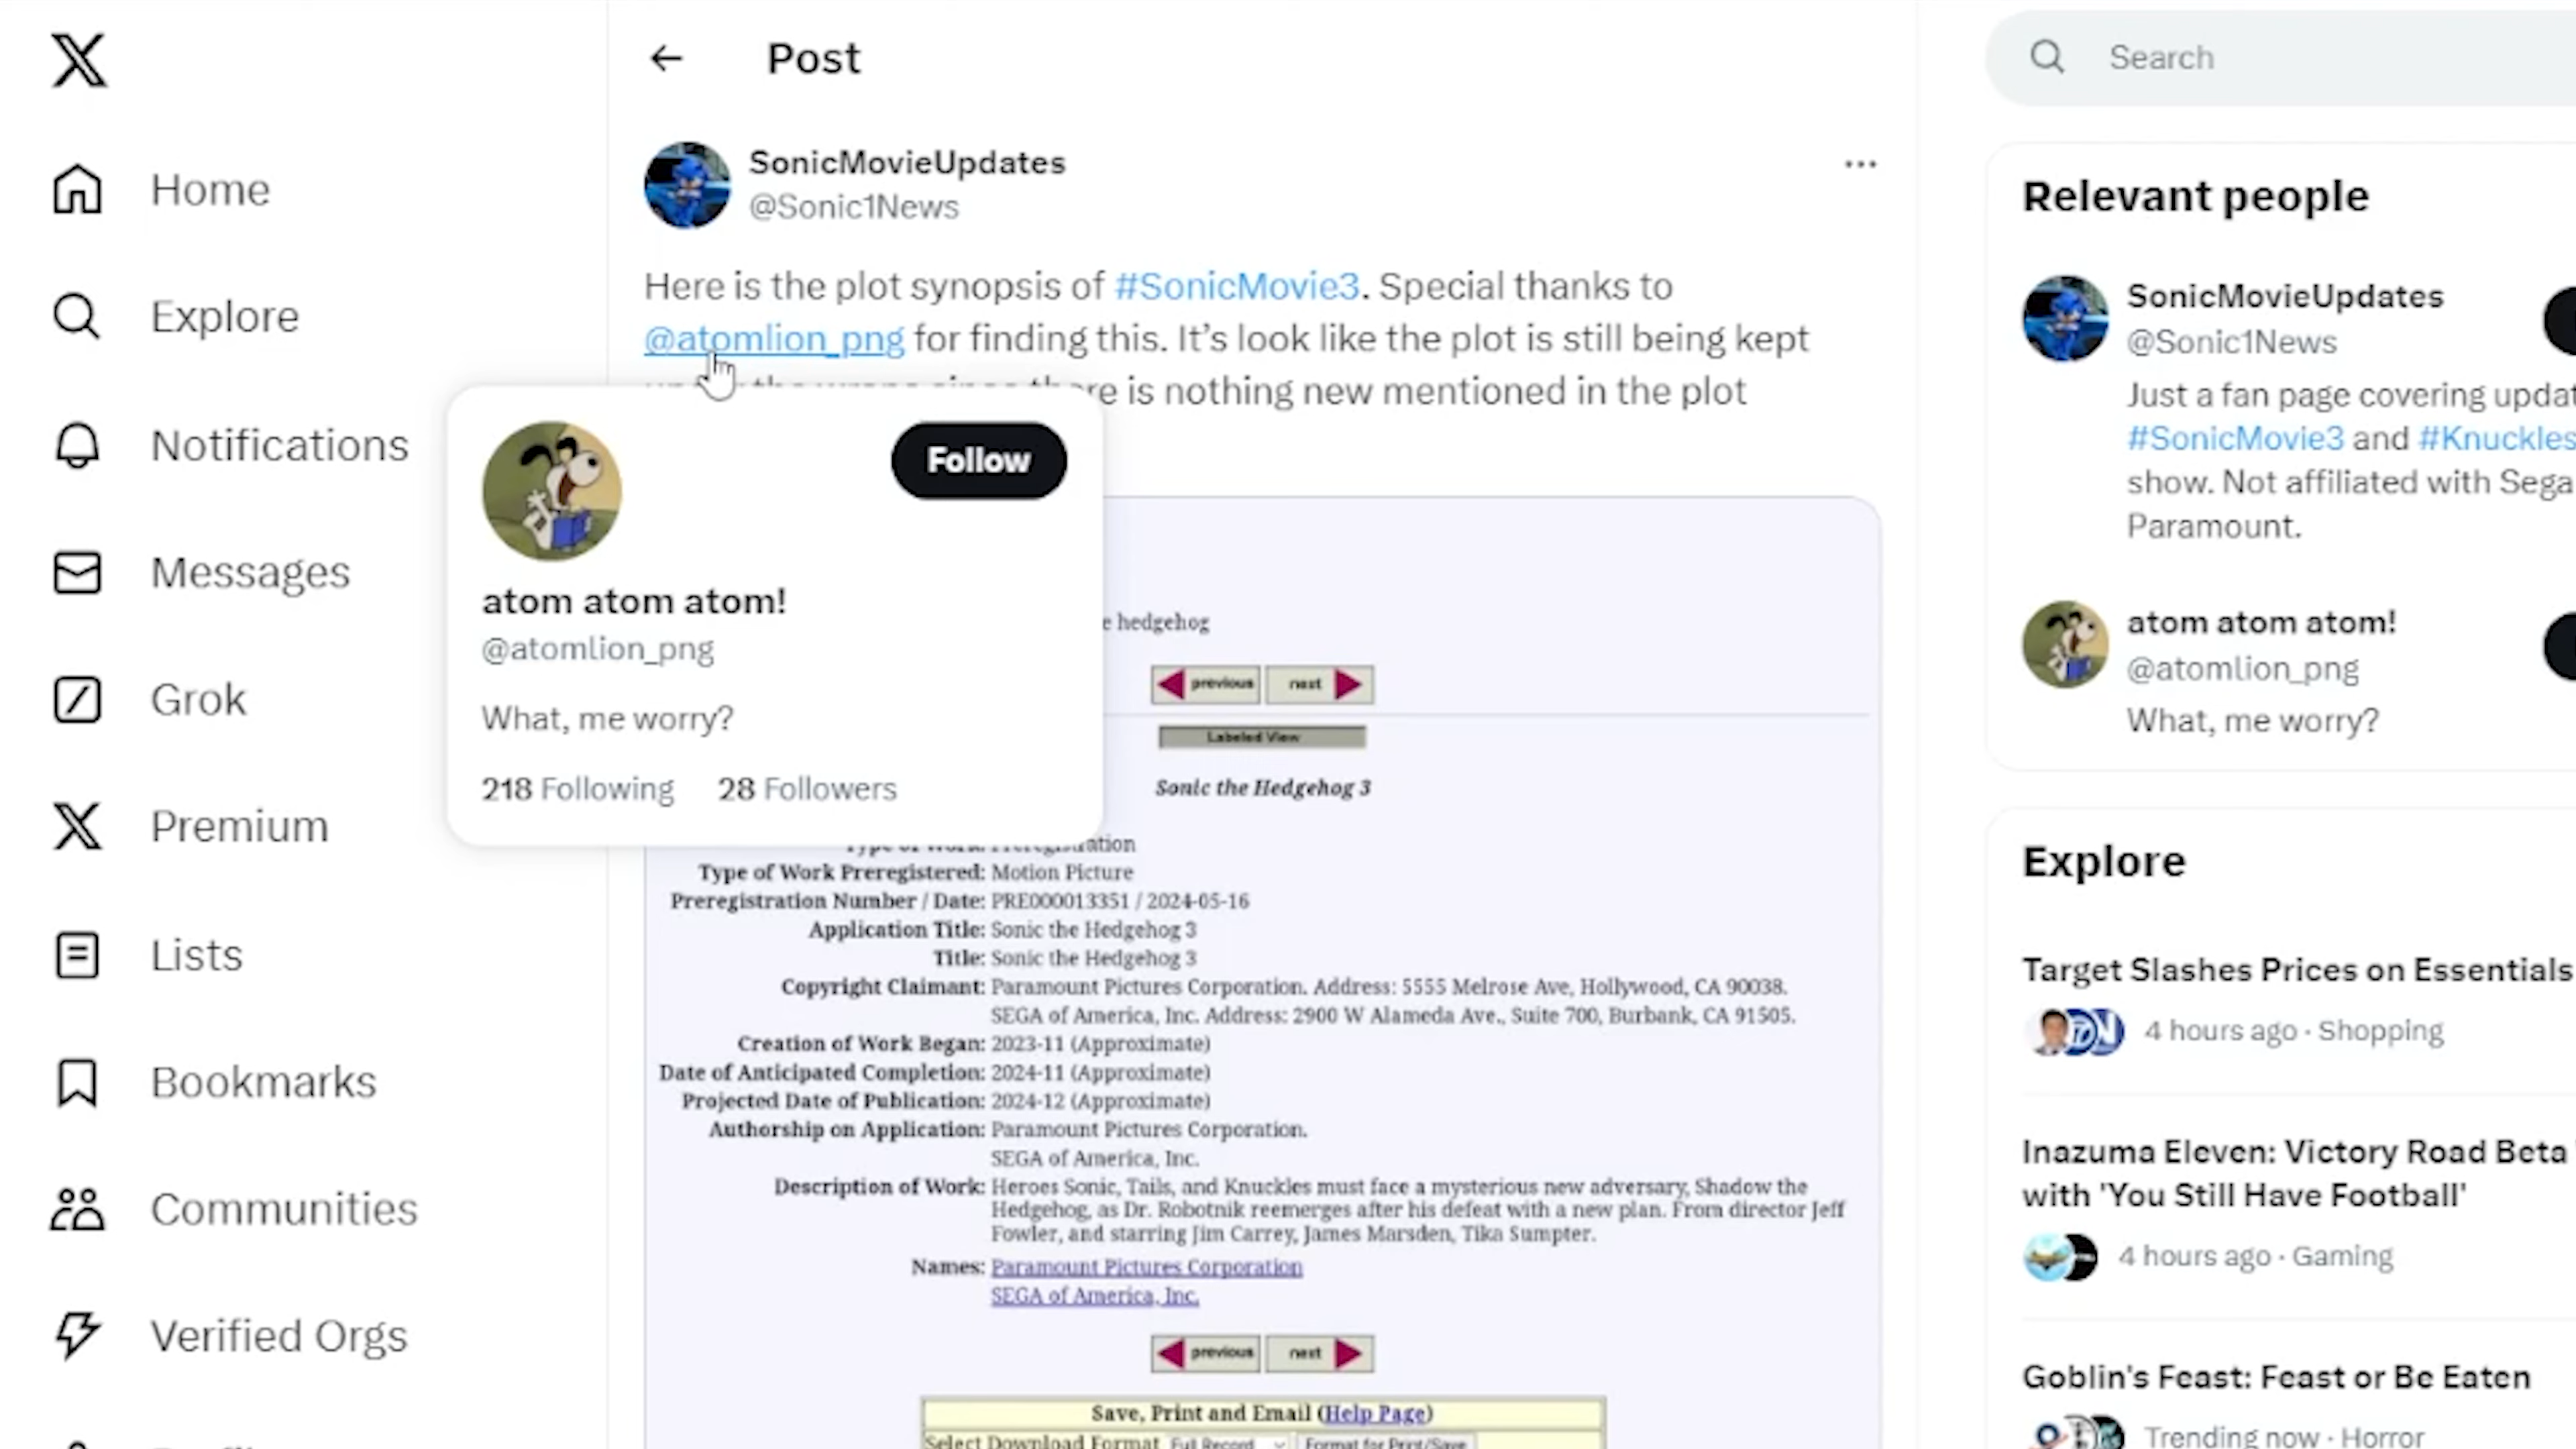 Home
Explore
Notifications
Messages
Grok
Premium
Lists
Bookmarks
Communities
Verified Orgs
Post
SonicMovieUpdates
@Sonic1News
Here is the plot synopsis of #SonicMovie3. Special thanks to
@atomlion_png for finding this. It's look like the plot is still being kept
is nothing new mentioned in the plot
Follow
atom atom atom!
@atomlion_png
What, me worry?
218 Following 28 Followers
hedgehog
previous next
Labeled View
Sonic the Hedgehog 3
Type of Work Preregistered: Motion Picture
Preregistration Number / Date: PRE000013351 / 2024-05-16
Application Title: Sonic the Hedgehog 3
Title: Sonic the Hedgehog 3
Copyright Claimant: Paramount Pictures Corporation. Address: 5555 Melrose Ave, Hollywood, CA 90038.
SEGA of America, Inc. Address: 2900 W Alameda Ave., Suite 700, Burbank, CA 91505.
Creation of Work Began: 2023-11 (Approximate)
Date of Anticipated Completion: 2024-11 (Approximate)
Projected Date of Publication: 2024-12 (Approximate)
Authorship on Application: Paramount Pictures Corporation.
SEGA of America, Inc.
Description of Work: Heroes Sonic, Tails, and Knuckles must face a mysterious new adversary, Shadow the
Hedgehog, as Dr. Robotnik reemerges after his defeat with a new plan. From director Jeff
Fowler, and starring Jim Carrey, James Marsden, Tika Sumpter.
Names: Paramount Pictures Corporation
SEGA of America, Inc.
previous next
Save, Print and Email (Help Page)
Select Download Format Full Record Format for Print/Save
Search
Relevant people
SonicMovieUpdates
@Sonic1News
Just a fan page covering updat
#SonicMovie3 and #Knuckles
show. Not affiliated with Sega
Paramount.
atom atom atom!
@atomlion_png
What, me worry?
Explore
Target Slashes Prices on Essentials
4 hours ago · Shopping
Inazuma Eleven: Victory Road Beta
with 'You Still Have Football'
4 hours ago · Gaming
Goblin's Feast: Feast or Be Eaten
Trending now · Horror